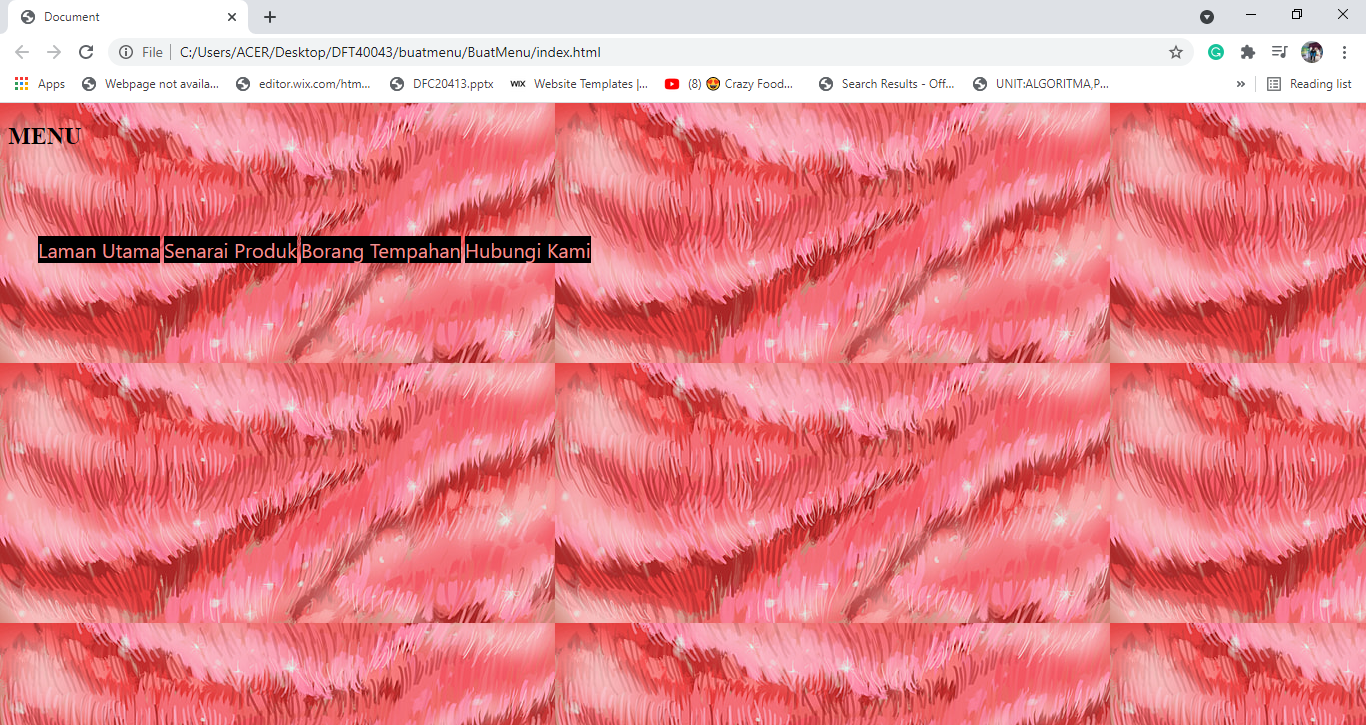 Document
File C:/Users/ACER/Desktop/DFT40043/buatmenu/BuatMenu/index.html
Apps Webpage not availa... editor.wix.com/htm... DFC20413.pptx WIX Website Templates |... (8) 😍 Crazy Food... Search Results - Off... UNIT:ALGORITMA,P... » Reading list
MENU
Laman Utama Senarai Produk Borang Tempahan Hubungi Kami